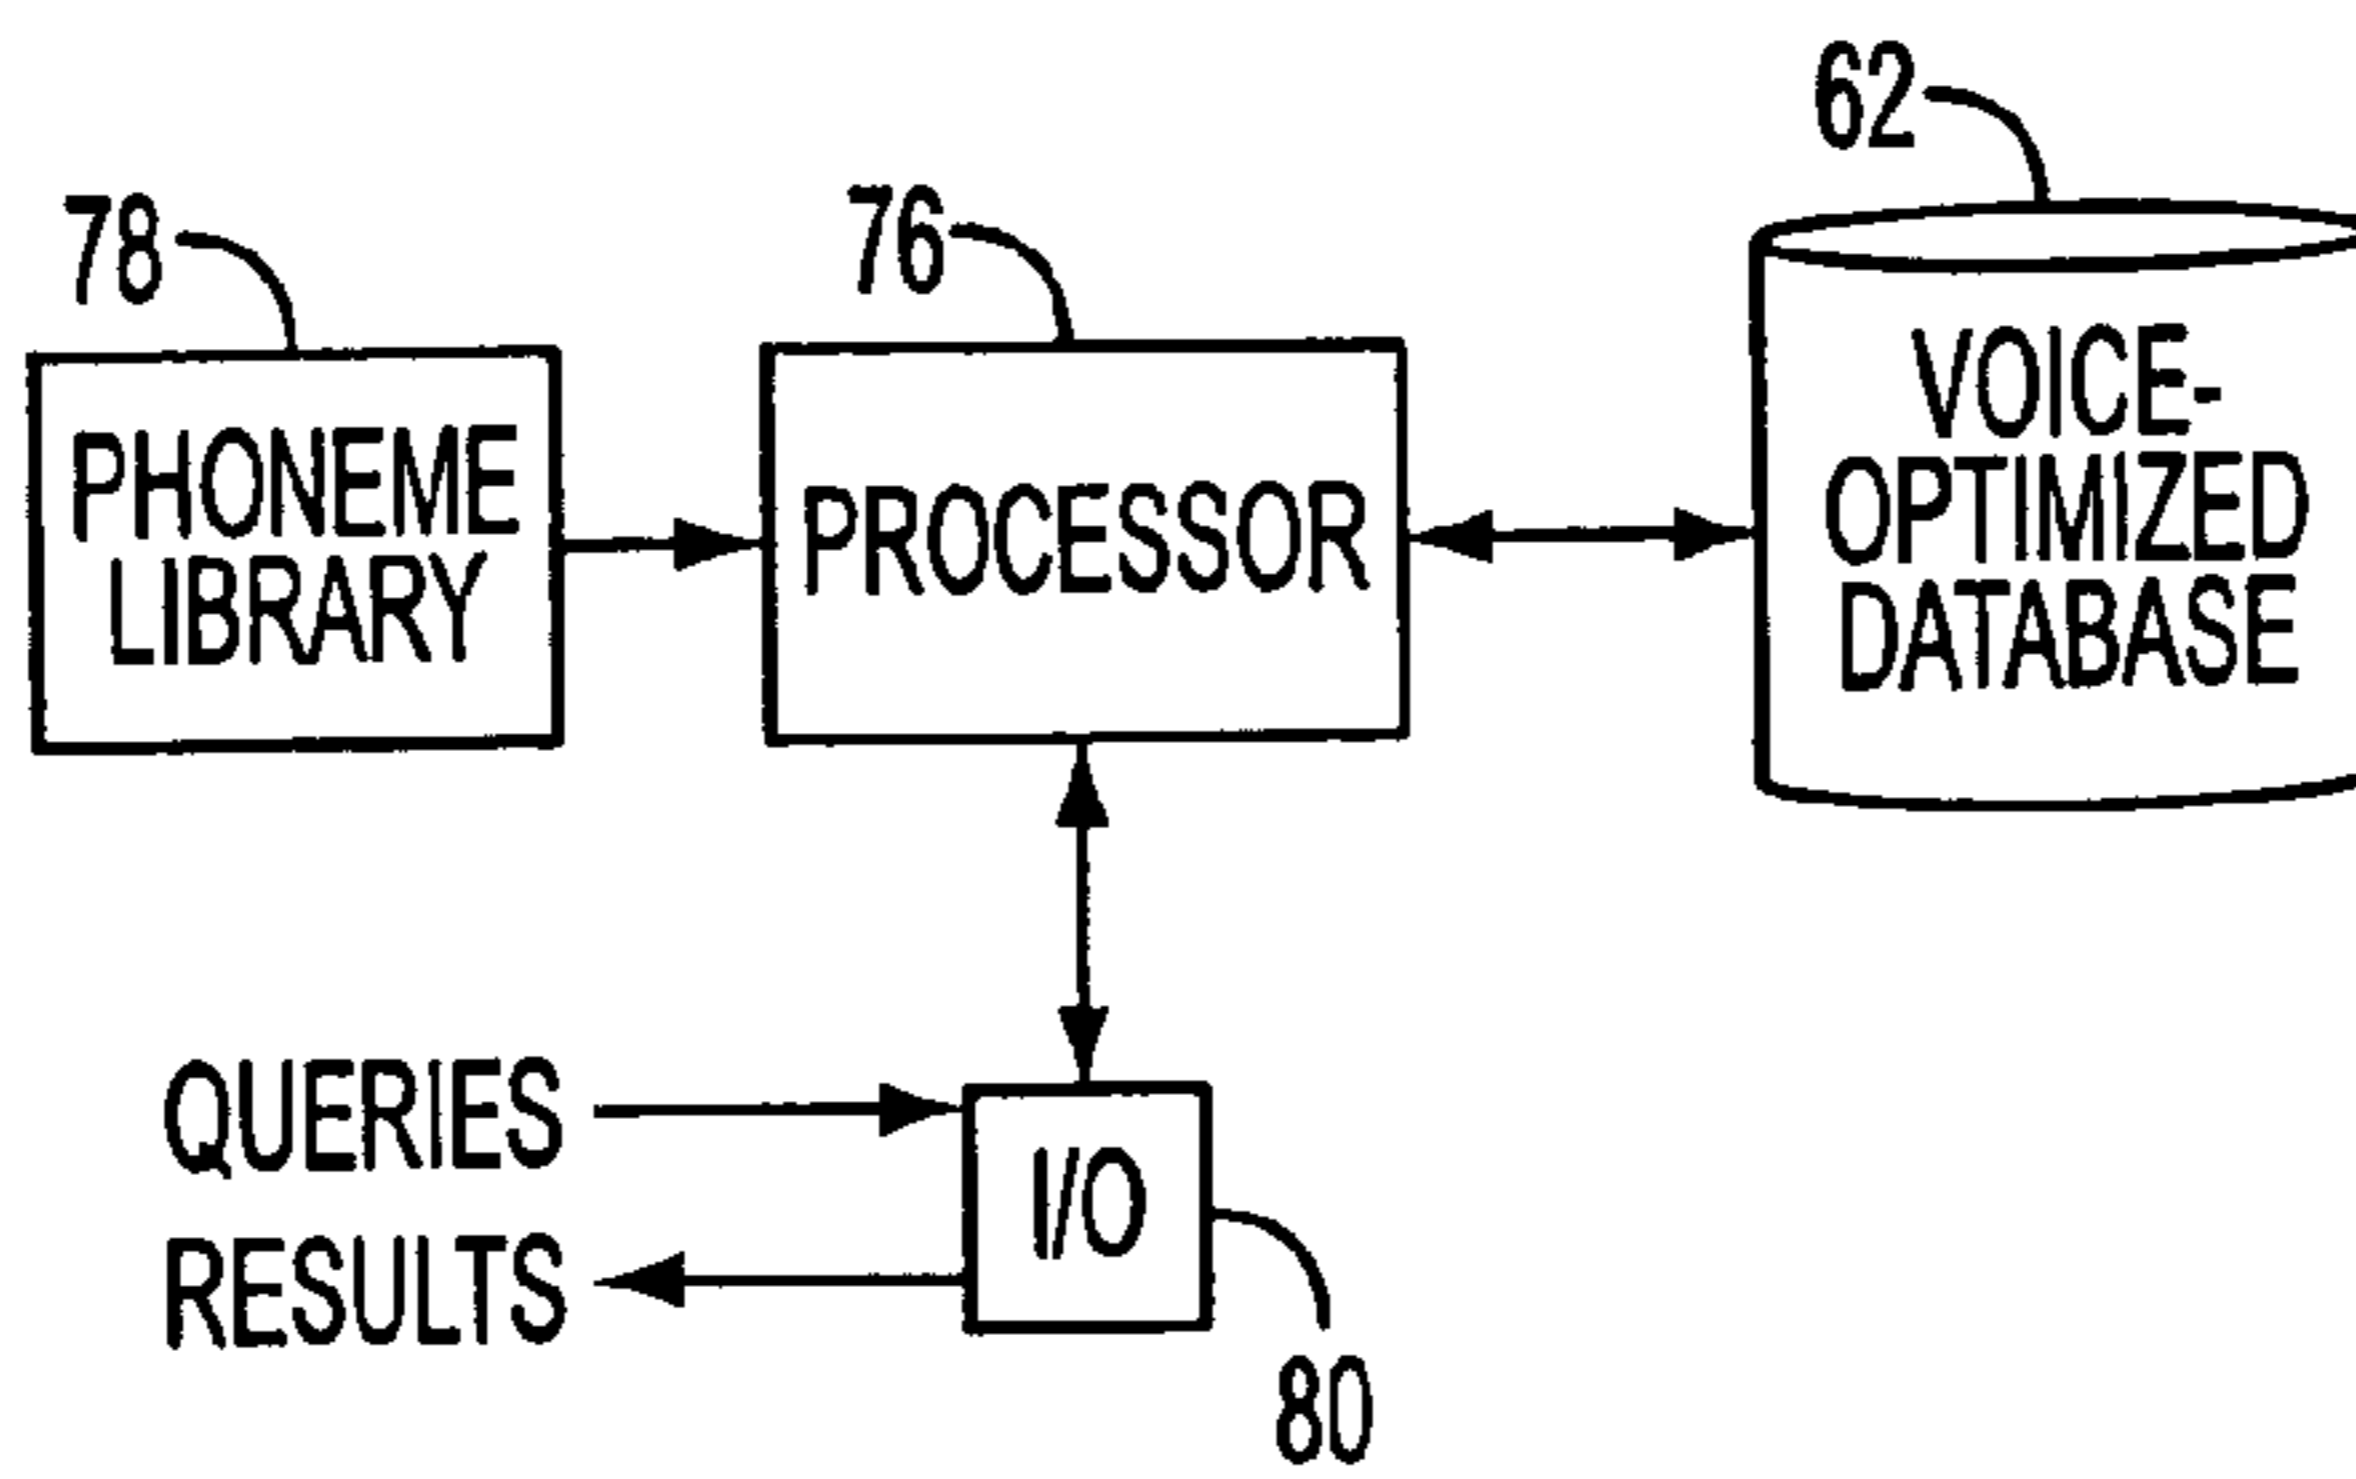 62
78
76
PHONEME
LIBRARY
PROCESSOR
VOICE-
OPTIMIZED
DATABASE
QUERIES
RESULTS
I/O
80